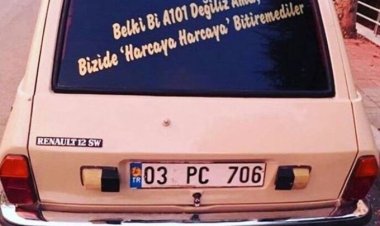 Belki Bi A101 Değiliz Ama,
Bizide 'Harcaya Harcaya' Bitiremediler
RENAULT 12 SW
TR 03 PC 706